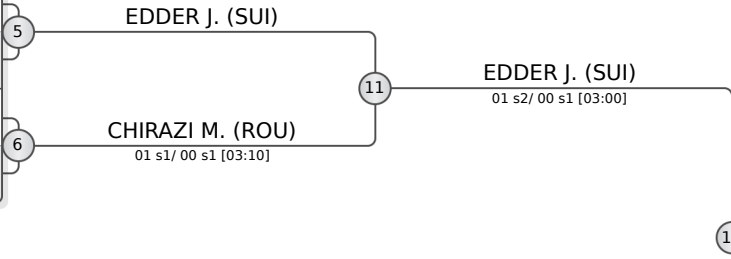 EDDER J. (SUI)
5
11
EDDER J. (SUI)
01 s2/ 00 s1 [03:00]
CHIRAZI M. (ROU)
6
01 s1/ 00 s1 [03:10]